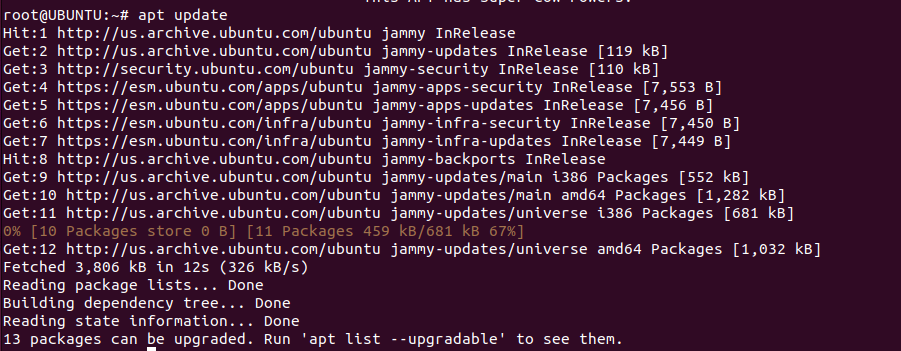 This APT has Super Cow Powers.
root@UBUNTU:~# apt update
Hit:1 http://us.archive.ubuntu.com/ubuntu jammy InRelease
Get:2 http://us.archive.ubuntu.com/ubuntu jammy-updates InRelease [119 kB]
Get:3 http://security.ubuntu.com/ubuntu jammy-security InRelease [110 kB]
Get:4 https://esm.ubuntu.com/apps/ubuntu jammy-apps-security InRelease [7,553 B]
Get:5 https://esm.ubuntu.com/apps/ubuntu jammy-apps-updates InRelease [7,456 B]
Get:6 https://esm.ubuntu.com/infra/ubuntu jammy-infra-security InRelease [7,450 B]
Get:7 https://esm.ubuntu.com/infra/ubuntu jammy-infra-updates InRelease [7,449 B]
Hit:8 http://us.archive.ubuntu.com/ubuntu jammy-backports InRelease
Get:9 http://us.archive.ubuntu.com/ubuntu jammy-updates/main i386 Packages [552 kB]
Get:10 http://us.archive.ubuntu.com/ubuntu jammy-updates/main amd64 Packages [1,282 kB]
Get:11 http://us.archive.ubuntu.com/ubuntu jammy-updates/universe i386 Packages [681 kB]
0% [10 Packages store 0 B] [11 Packages 459 kB/681 kB 67%]
Get:12 http://us.archive.ubuntu.com/ubuntu jammy-updates/universe amd64 Packages [1,032 kB]
Fetched 3,806 kB in 12s (326 kB/s)
Reading package lists... Done
Building dependency tree... Done
Reading state information... Done
13 packages can be upgraded. Run 'apt list --upgradable' to see them.